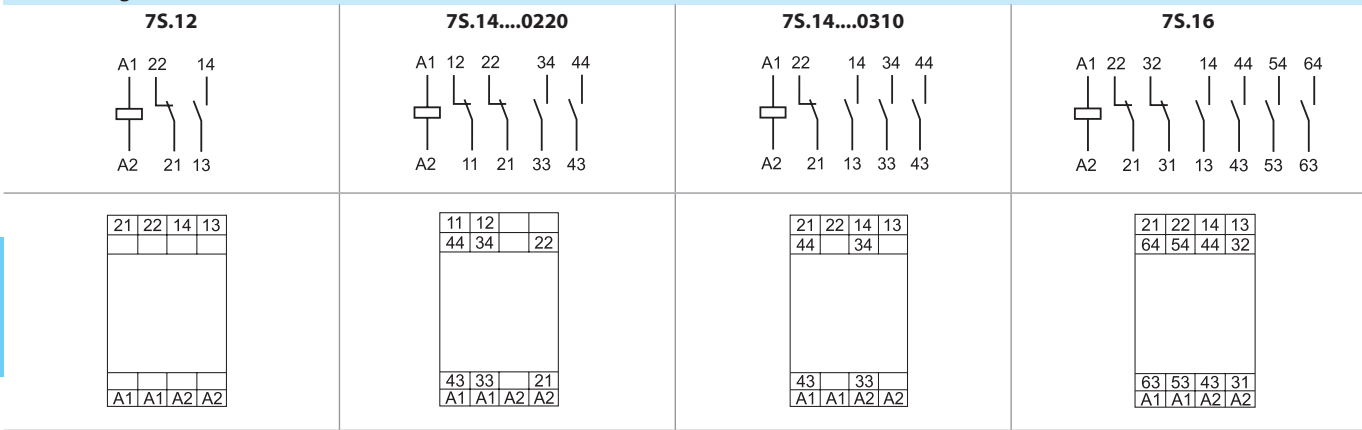 7S.12 7S.14....0220 7S.14....0310 7S.16
A1 22 14 A1 12 22 34 44 A1 22 14 34 44 A1 22 32 14 44 54 64
A2 21 13 A2 11 21 33 43 A2 21 13 33 43 A2 21 31 13 43 53 63
21 22 14 13 11 12 21 22 14 13 21 22 14 13
44 34 22 44 34 64 54 44 32
43 33 21 43 33 63 53 43 31
A1 A1 A2 A2 A1 A1 A2 A2 A1 A1 A2 A2 A1 A1 A2 A2